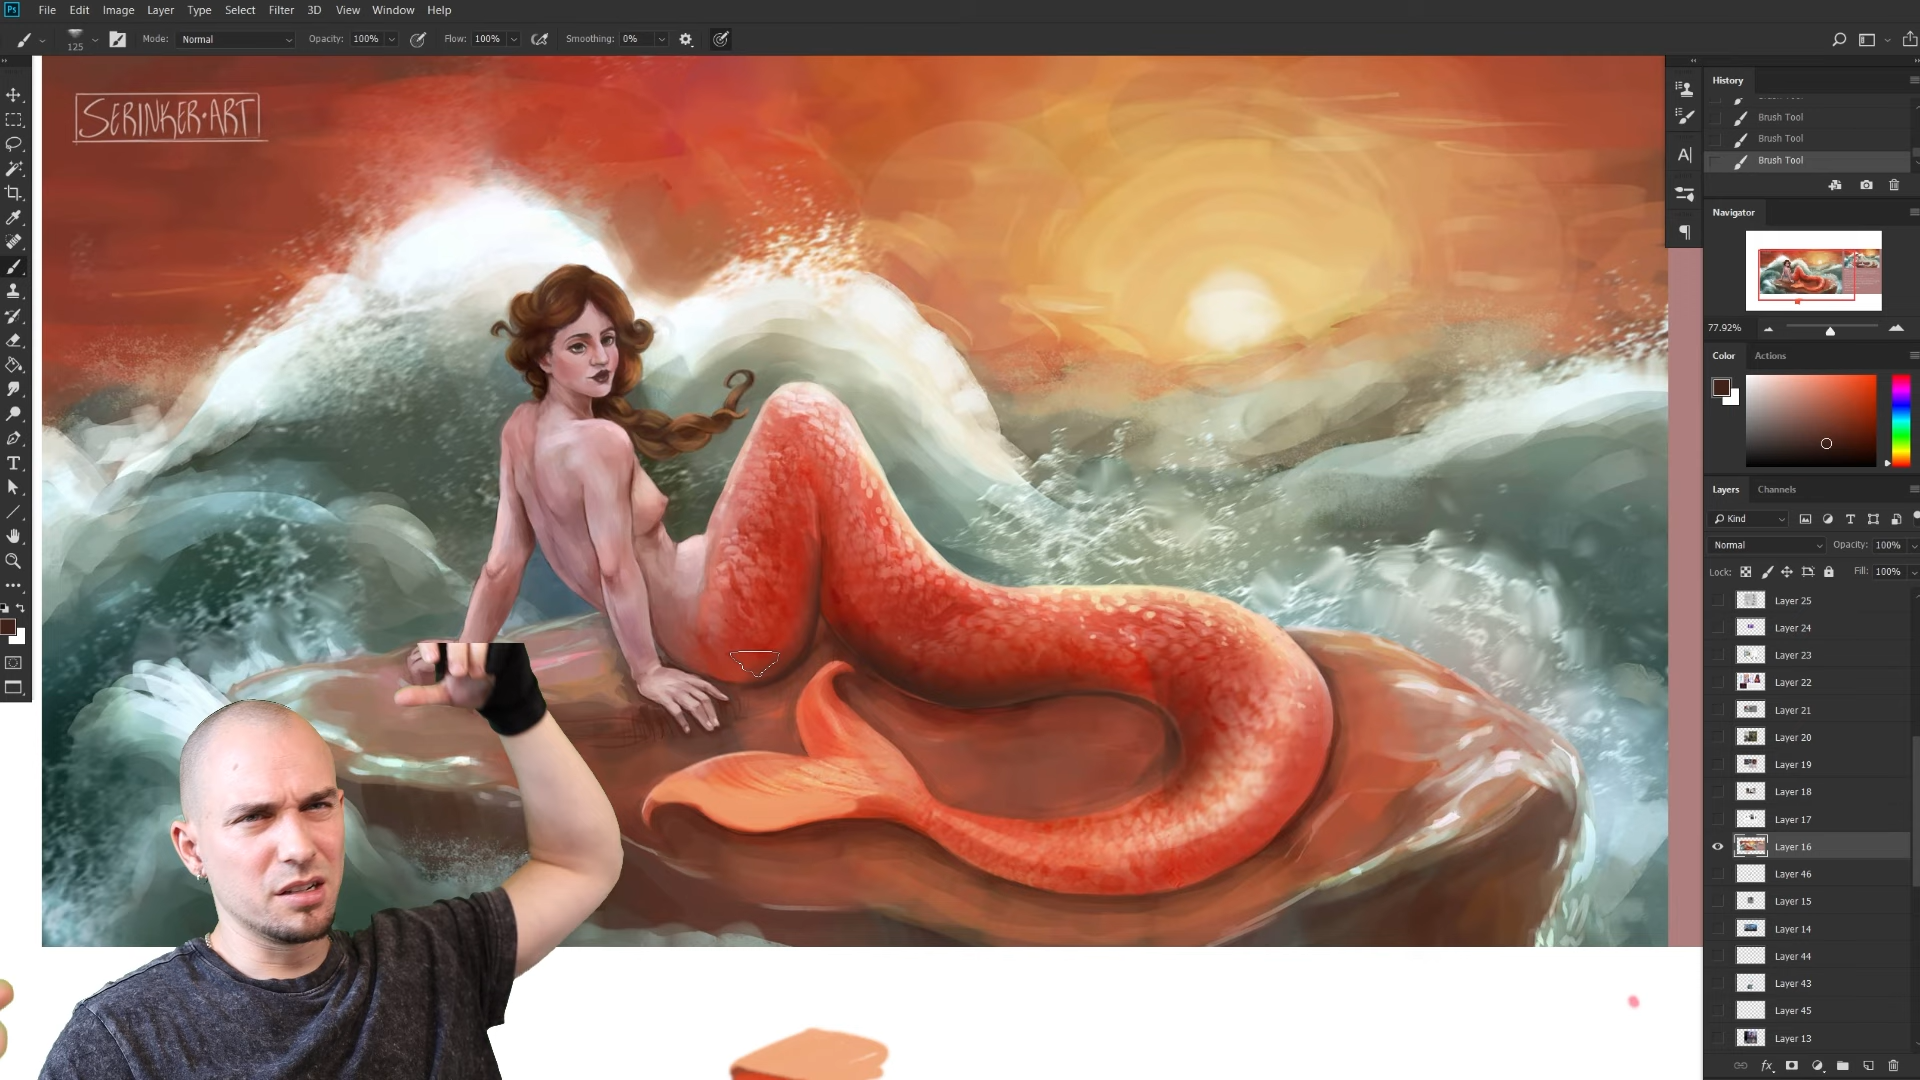 Ps File Edit Image Layer Type Select Filter 3D View Window Help
125 Mode: Normal Opacity: 100% Flow: 100% Smoothing: 0%
SERINKER·ART
History
Brush Tool
Brush Tool
Brush Tool
Navigator
77.92%
Color Actions
Layers Channels
Kind
Normal Opacity: 100%
Lock: Fill: 100%
Layer 25
Layer 24
Layer 23
Layer 22
Layer 21
Layer 20
Layer 19
Layer 18
Layer 17
Layer 16
Layer 46
Layer 15
Layer 14
Layer 44
Layer 43
Layer 45
Layer 13
fx